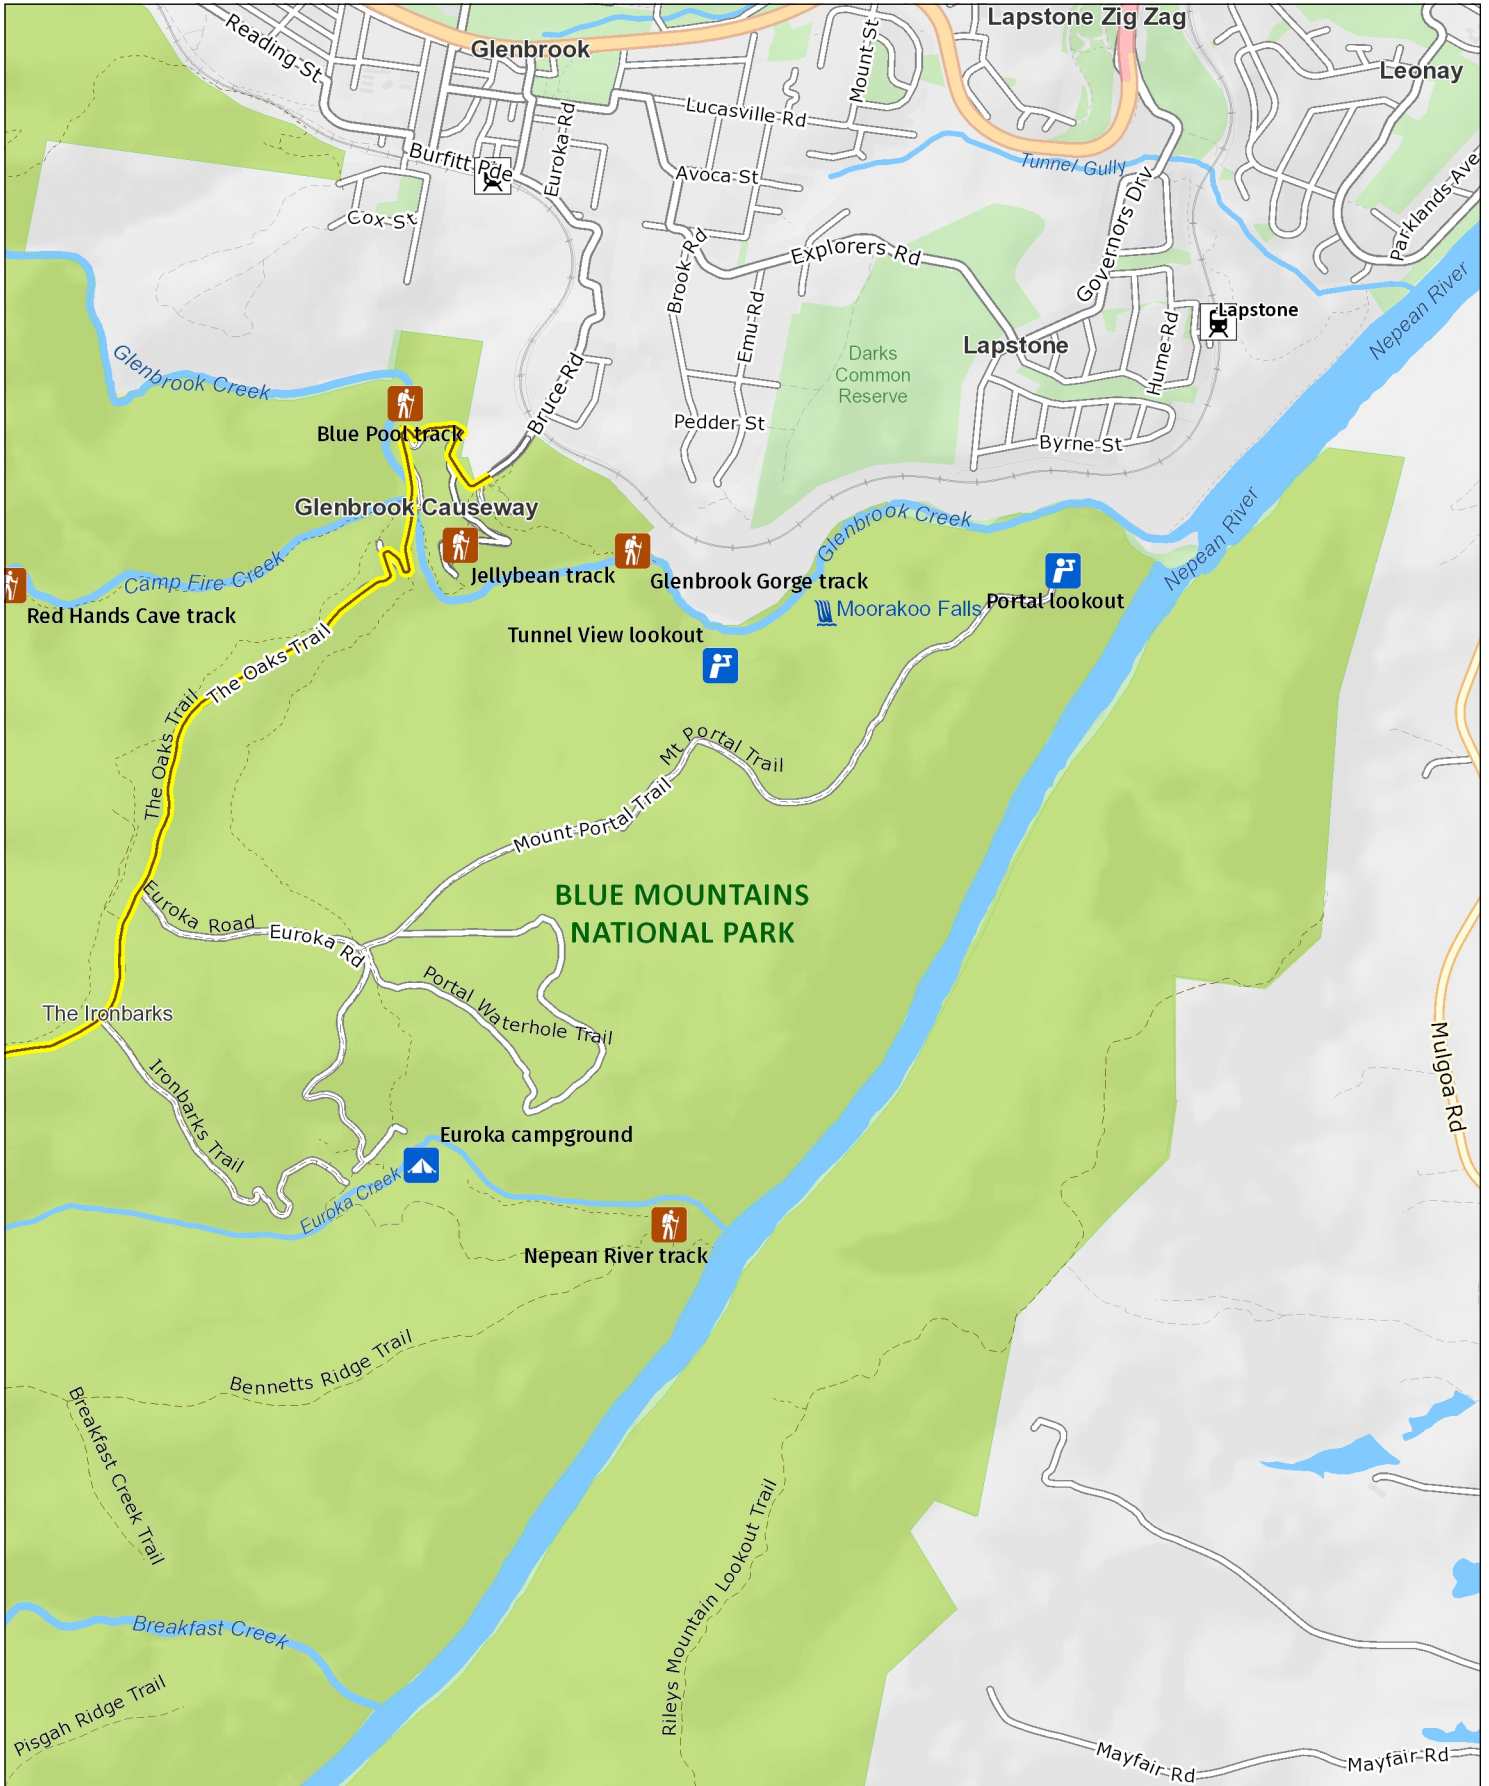 Lapstone Zig Zag
Reading St
Glenbrook
Mount St
Leonay
Lucasville Rd
Euroka Rd
Burfitt Pde
Tunnel Gully
Avoca St
Parklands Ave
Cox St
Governors Drv
Brook Rd
Explorers Rd
Nepean River
Emu Rd
Lapstone
Hume Rd
Lapstone
Glenbrook Creek
Darks
Common
Reserve
Bruce Rd
Pedder St
Blue Pool track
Byrne St
Glenbrook Causeway
Glenbrook Creek
Nepean River
Camp Fire Creek
Jellybean track
Glenbrook Gorge track
Red Hands Cave track
Moorakoo Falls
Portal lookout
Tunnel View lookout
The Oaks Trail
The Oaks Trail
Mt Portal Trail
Mount Portal Trail
BLUE MOUNTAINS
NATIONAL PARK
Euroka Road
Euroka Rd
Portal Waterhole Trail
The Ironbarks
Mulgoa Rd
Ironbarks Trail
Euroka campground
Euroka Creek
Nepean River track
Bennetts Ridge Trail
Breakfast Creek Trail
Rileys Mountain Lookout Trail
Breakfast Creek
Pisgah Ridge Trail
Mayfair Rd
Mayfair Rd